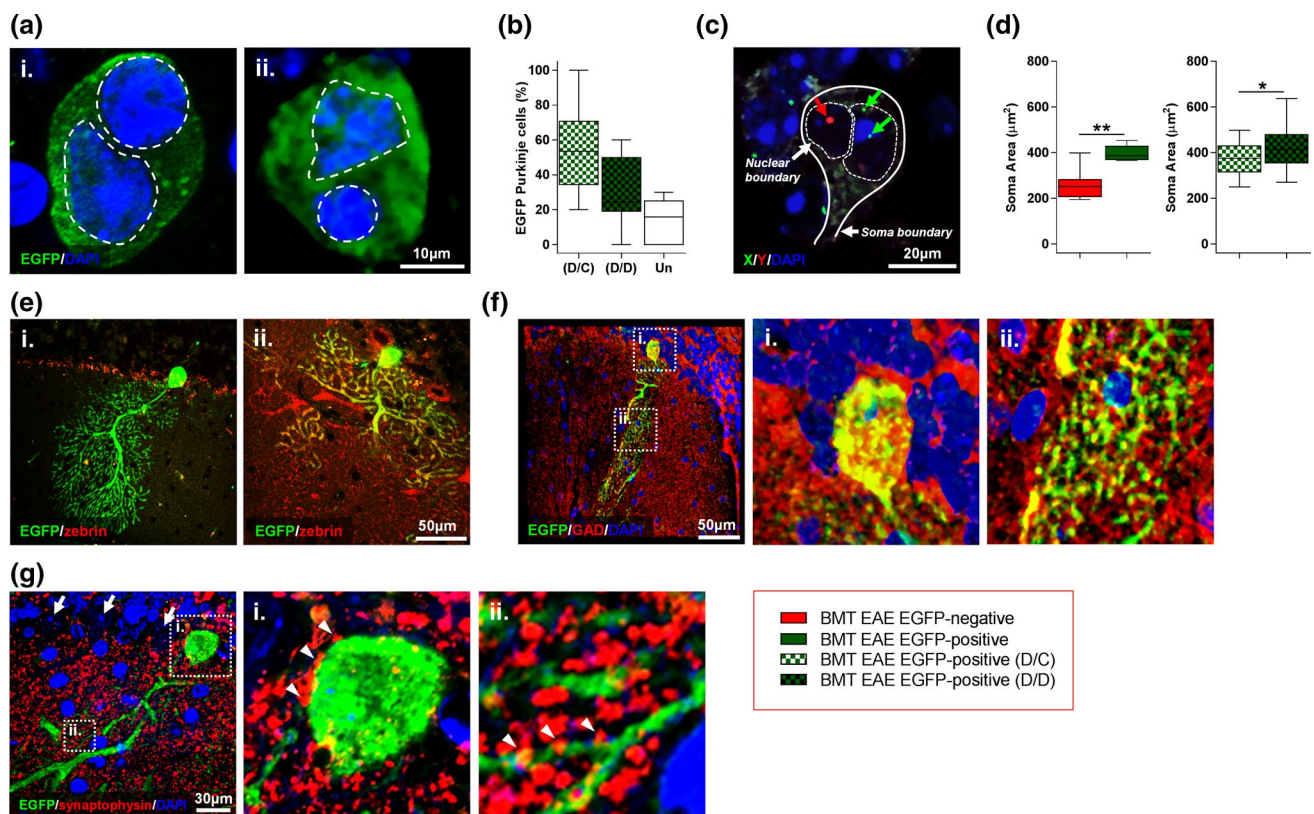 (a)
i.
EGFP/DAPI
ii.
10μm
(b)
EGFP Purkinje cells (%)
100
80
60
40
20
0
(D/C)
(D/D)
Un
(c)
Nuclear
boundary
Soma boundary
X/Y/DAPI
20μm
(d)
Soma Area (μm²)
800
600
400
200
0
**
Soma Area (μm²)
800
600
400
200
0
*
(e)
i.
EGFP/zebrin
ii.
EGFP/zebrin
50μm
(f)
i.
ii.
EGFP/GAD/DAPI
50μm
i.
ii.
(g)
i.
ii.
EGFP/synaptophysin/DAPI
30μm
i.
ii.
BMT EAE EGFP-negative
BMT EAE EGFP-positive
BMT EAE EGFP-positive (D/C)
BMT EAE EGFP-positive (D/D)